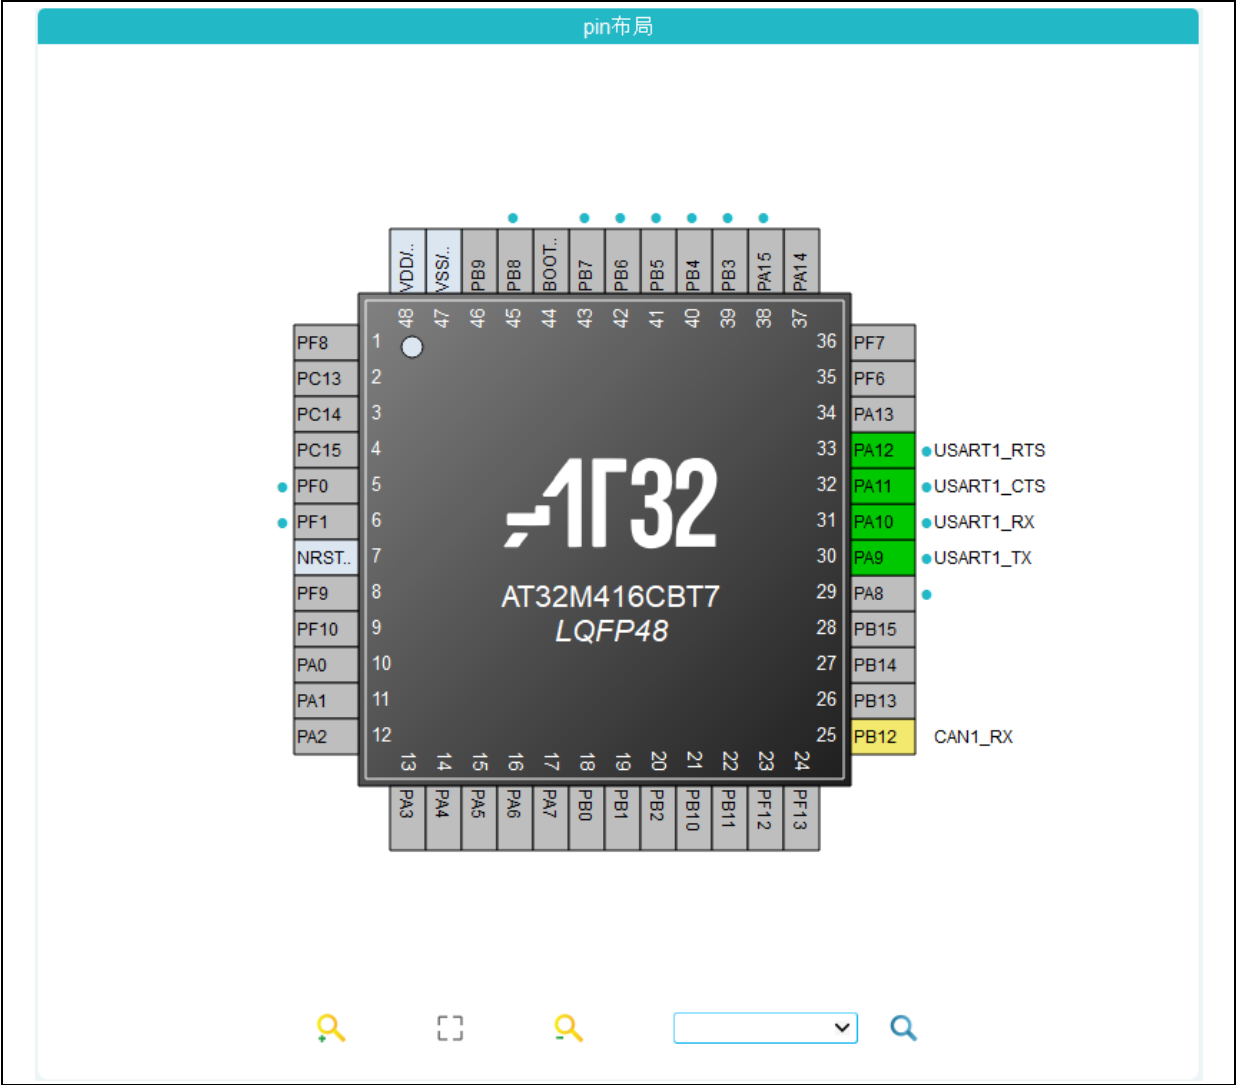 pin布局
VDD/..
VSS/..
PB9
PB8
BOOT..
PB7
PB6
PB5
PB4
PB3
PA15
PA14
48
47
46
45
44
43
42
41
40
39
38
37
PF8 1
PC13 2
PC14 3
PC15 4
PF0 5
PF1 6
NRST.. 7
PF9 8
PF10 9
PA0 10
PA1 11
PA2 12
AT32
AT32M416CBT7
LQFP48
36 PF7
35 PF6
34 PA13
33 PA12 USART1_RTS
32 PA11 USART1_CTS
31 PA10 USART1_RX
30 PA9 USART1_TX
29 PA8
28 PB15
27 PB14
26 PB13
25 PB12 CAN1_RX
13
14
15
16
17
18
19
20
21
22
23
24
PA3
PA4
PA5
PA6
PA7
PB0
PB1
PB2
PB10
PB11
PF12
PF13